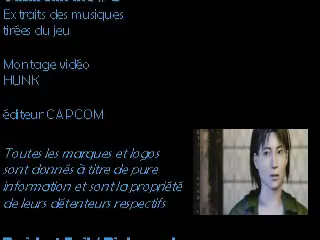 Extraits des musiques
tirées du jeu
Montage vidéo
HUNK
éditeur CAPCOM
Toutes les marques et logos
sont donnés à titre de pure
information et sont la propriété
de leurs détenteurs respectifs